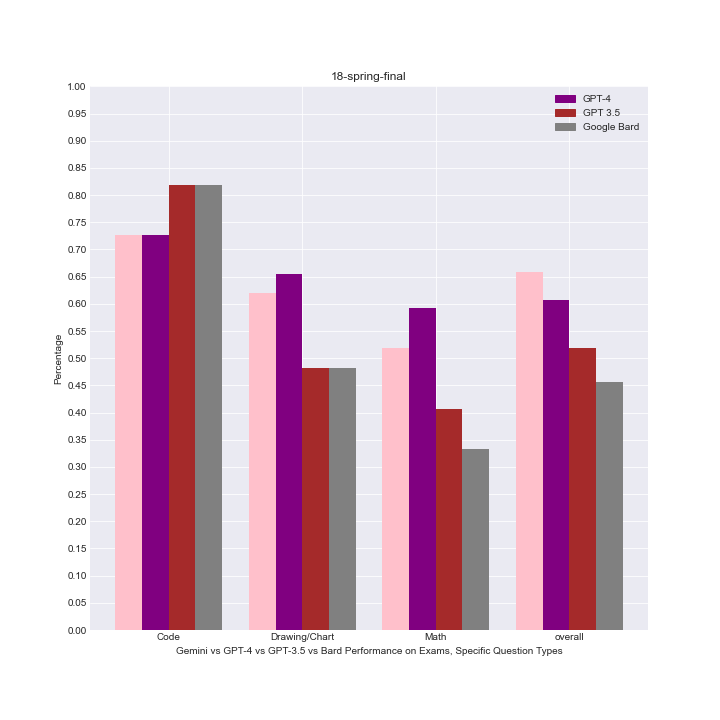 18-spring-final
1.00
0.95
0.90
0.85
0.80
0.75
0.70
0.65
0.60
0.55
0.50
0.45
0.40
0.35
0.30
0.25
0.20
0.15
0.10
0.05
0.00
Percentage
GPT-4
GPT 3.5
Google Bard
Code
Drawing/Chart
Math
overall
Gemini vs GPT-4 vs GPT-3.5 vs Bard Performance on Exams, Specific Question Types